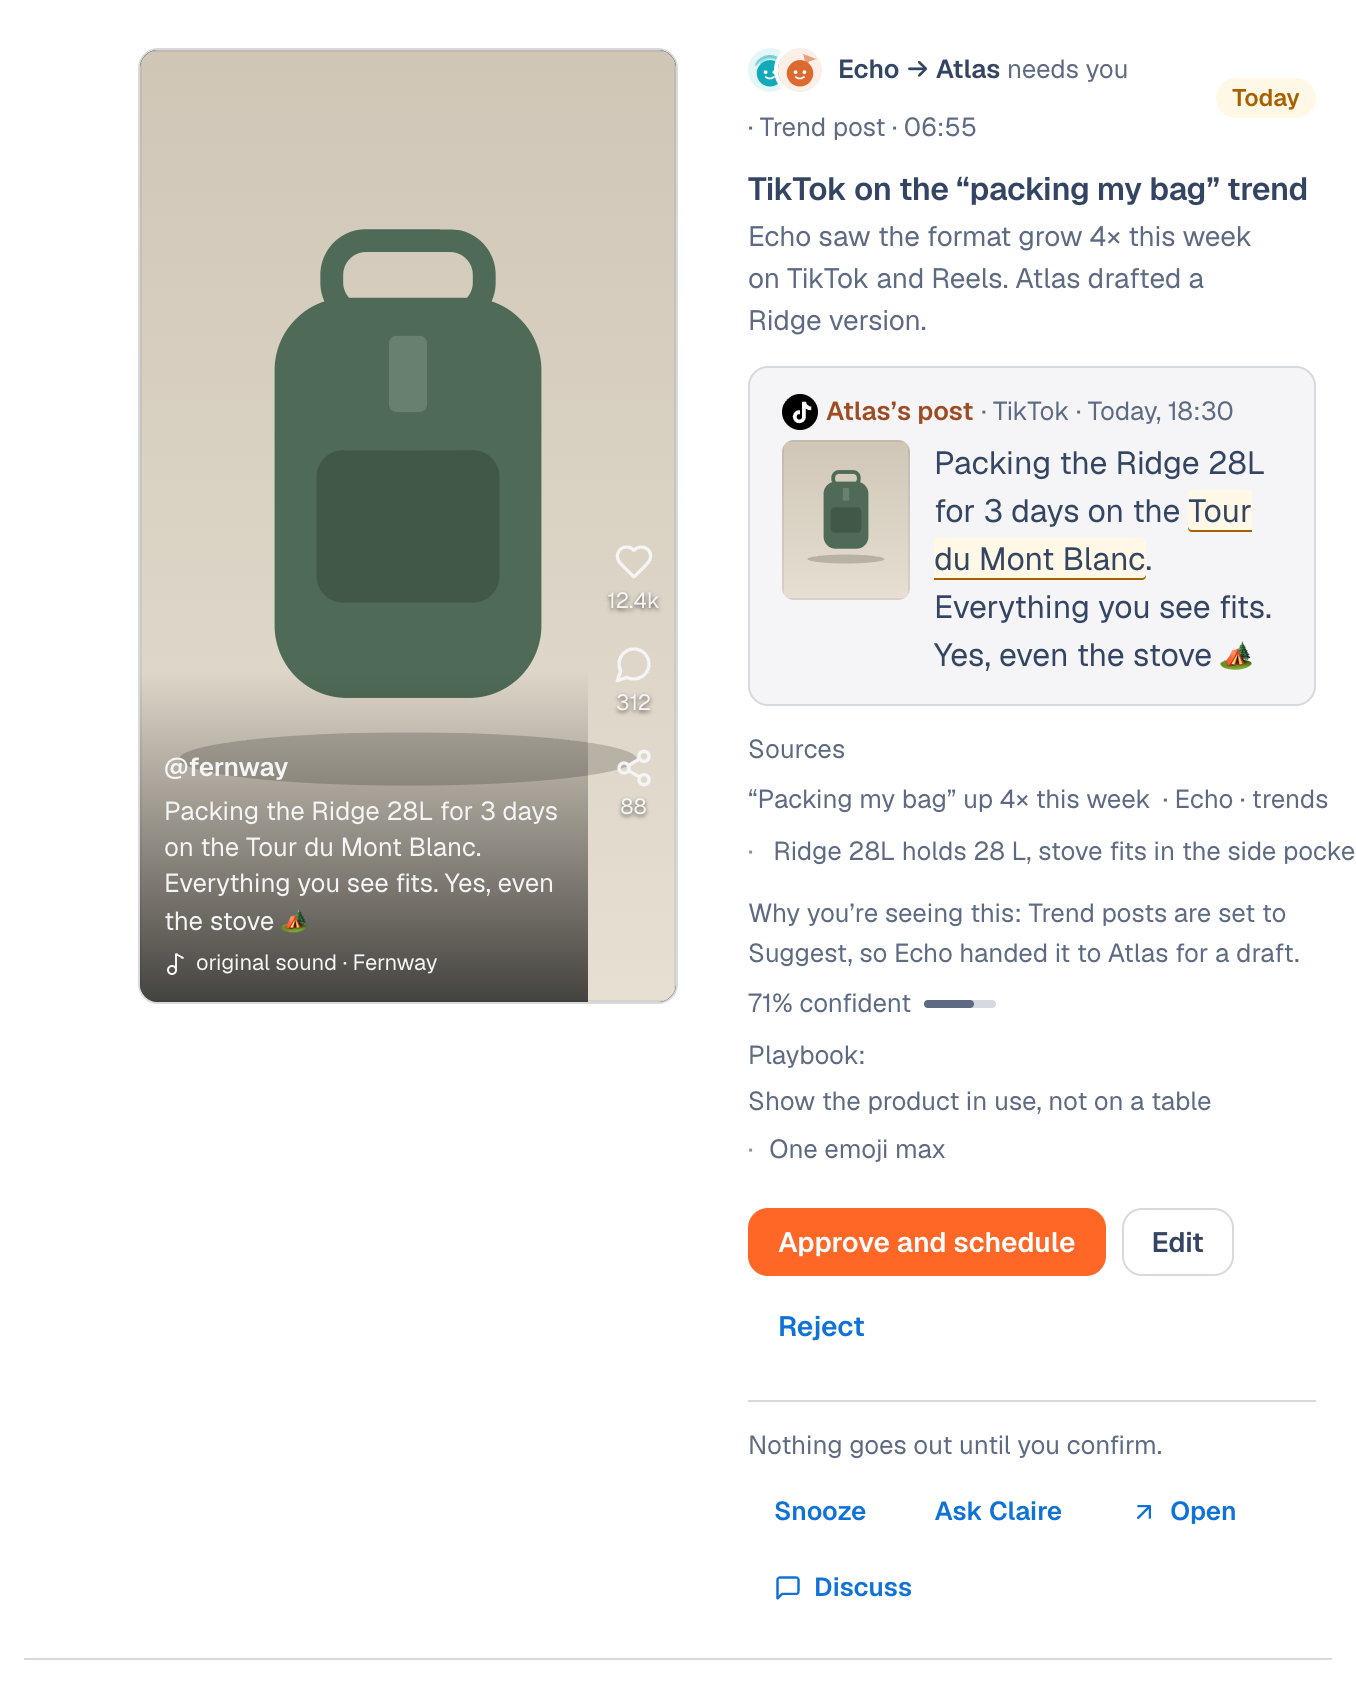 Echo → Atlas needs you
Today
· Trend post · 06:55
TikTok on the “packing my bag” trend
Echo saw the format grow 4× this week
on TikTok and Reels. Atlas drafted a
Ridge version.
Atlas’s post · TikTok · Today, 18:30
Packing the Ridge 28L
for 3 days on the Tour
du Mont Blanc.
Everything you see fits.
Yes, even the stove 🏕️
Sources
“Packing my bag” up 4× this week · Echo · trends
· Ridge 28L holds 28 L, stove fits in the side pocke
Why you’re seeing this: Trend posts are set to
Suggest, so Echo handed it to Atlas for a draft.
71% confident
Playbook:
Show the product in use, not on a table
· One emoji max
Approve and schedule
Edit
Reject
Nothing goes out until you confirm.
Snooze
Ask Claire
Open
Discuss
12.4k
312
88
@fernway
Packing the Ridge 28L for 3 days
on the Tour du Mont Blanc.
Everything you see fits. Yes, even
the stove 🏕️
original sound · Fernway